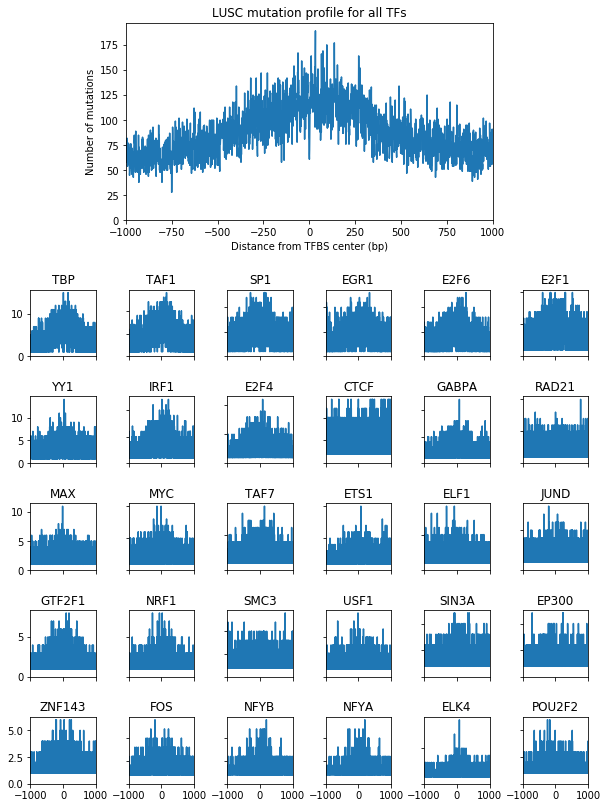 LUSC mutation profile for all TFs
Number of mutations
175
150
125
100
75
50
25
0
−1000 −750 −500 −250 0 250 500 750 1000
Distance from TFBS center (bp)
TBP TAF1 SP1 EGR1 E2F6 E2F1
10
0
YY1 IRF1 E2F4 CTCF GABPA RAD21
10
5
0
MAX MYC TAF7 ETS1 ELF1 JUND
10
5
0
GTF2F1 NRF1 SMC3 USF1 SIN3A EP300
5
0
ZNF143 FOS NFYB NFYA ELK4 POU2F2
5.0
2.5
0.0
−1000 0 1000 −1000 0 1000 −1000 0 1000 −1000 0 1000 −1000 0 1000 −1000 0 1000